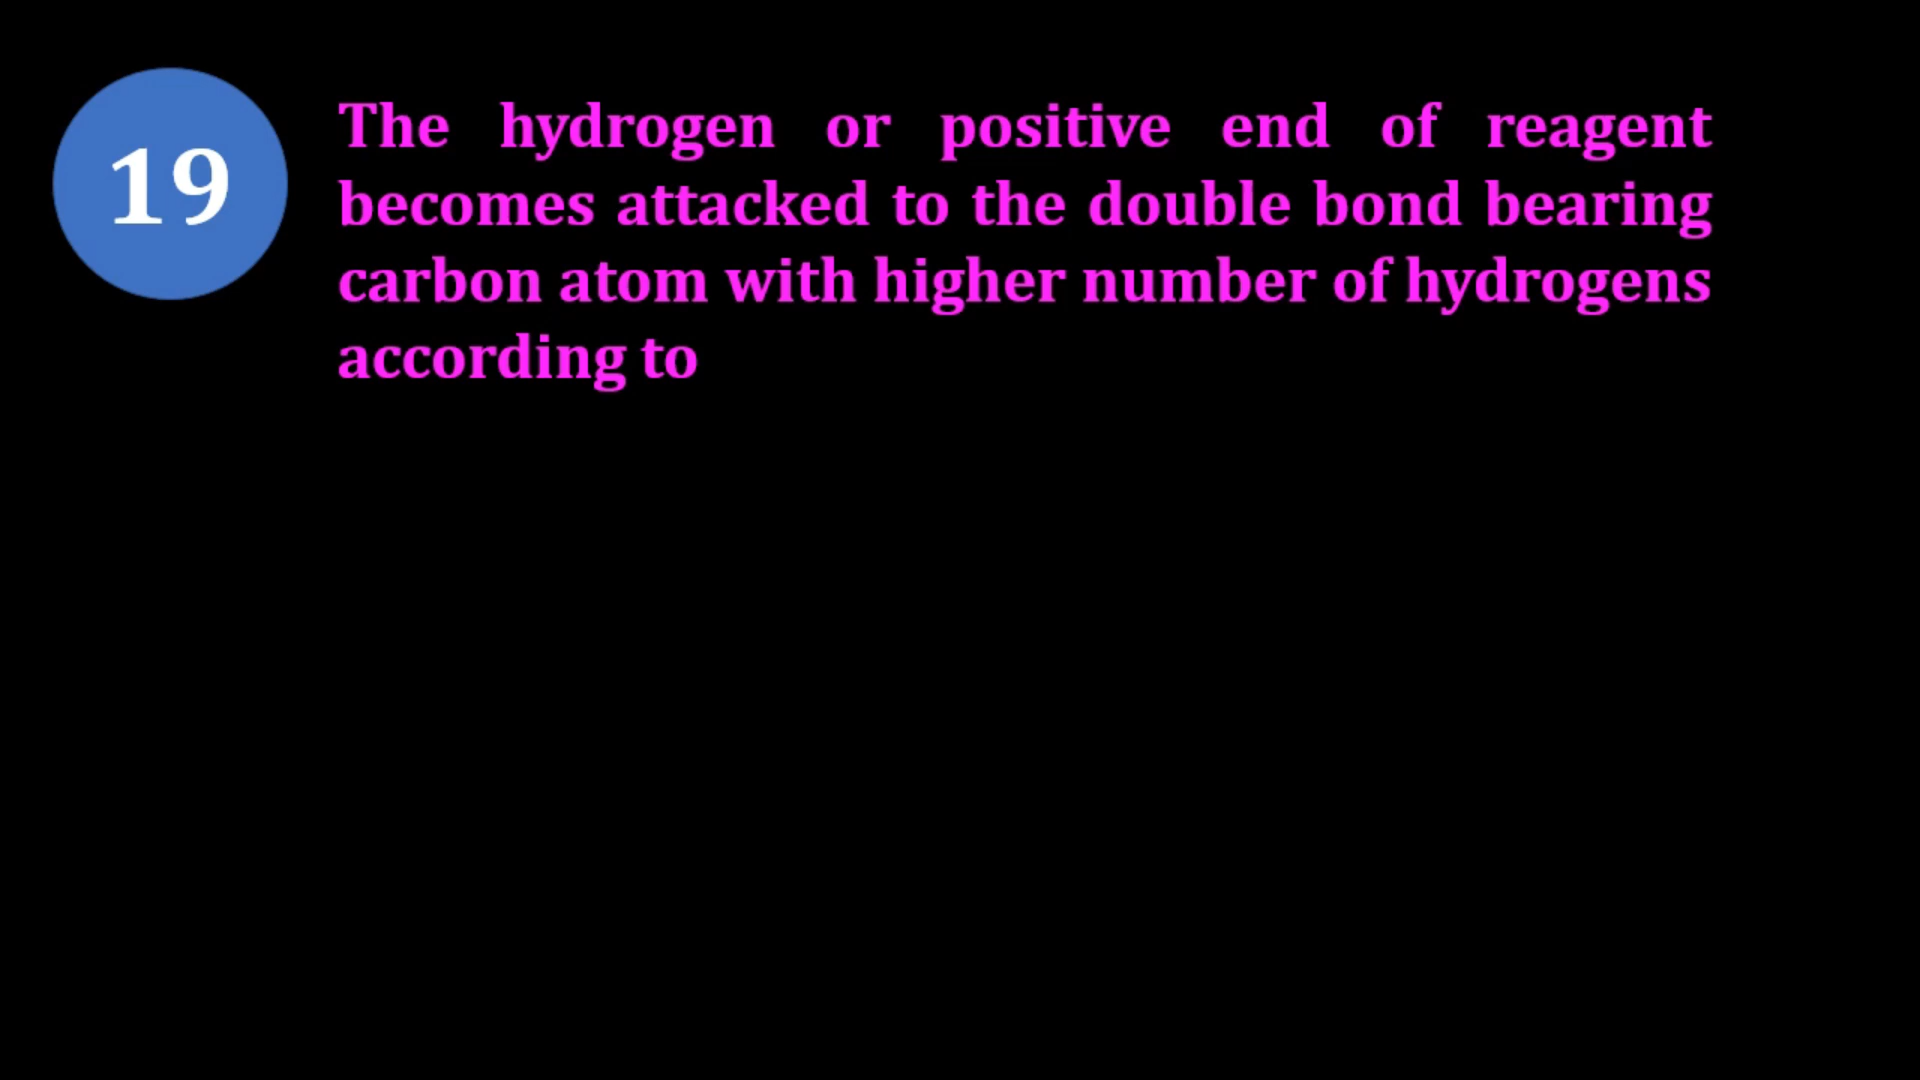 19
The hydrogen or positive end of reagent
becomes attacked to the double bond bearing
carbon atom with higher number of hydrogens
according to